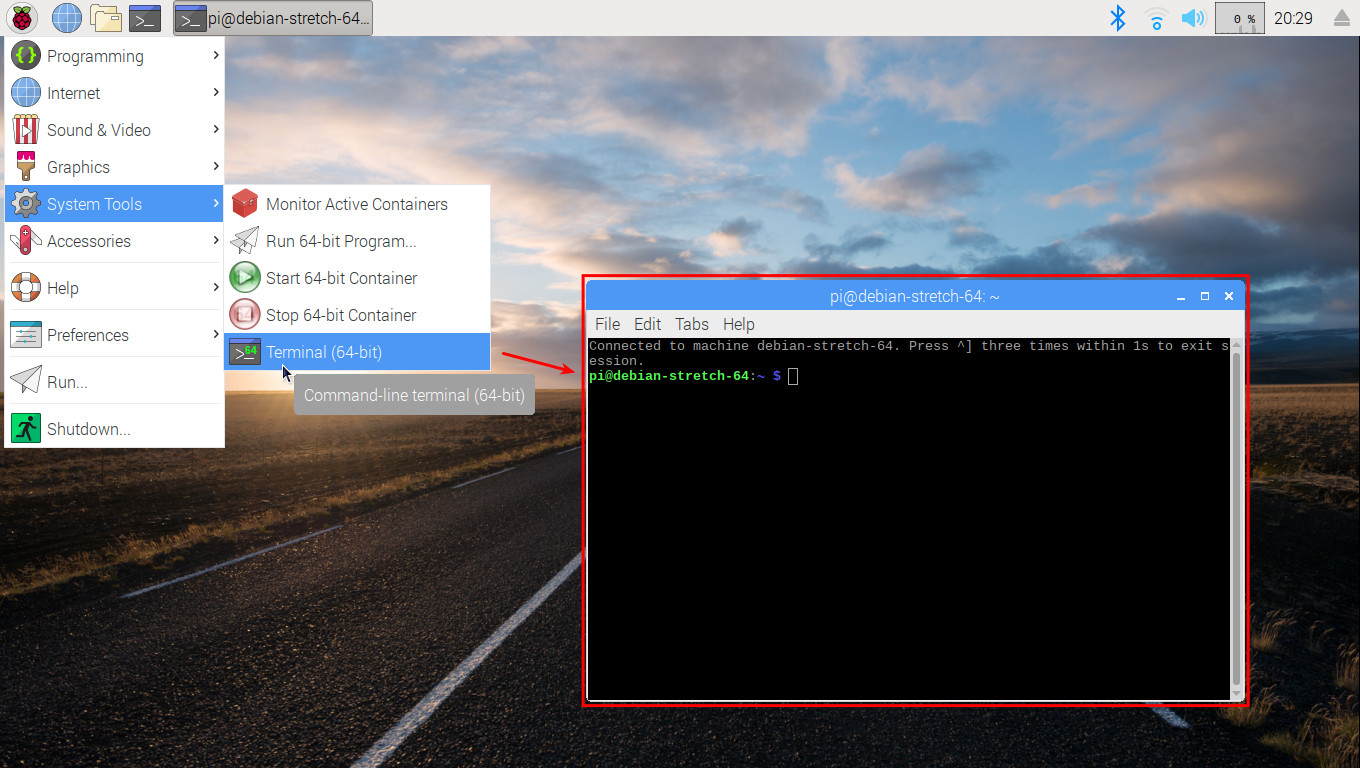 pi@debian-stretch-64...
0 %
20:29
Programming
Internet
Sound & Video
Graphics
System Tools
Accessories
Help
Preferences
Run...
Shutdown...
Monitor Active Containers
Run 64-bit Program...
Start 64-bit Container
Stop 64-bit Container
64
Terminal (64-bit)
Command-line terminal (64-bit)
pi@debian-stretch-64: ~
File Edit Tabs Help
Connected to machine debian-stretch-64. Press ^] three times within 1s to exit s
ession.
pi@debian-stretch-64:~ $